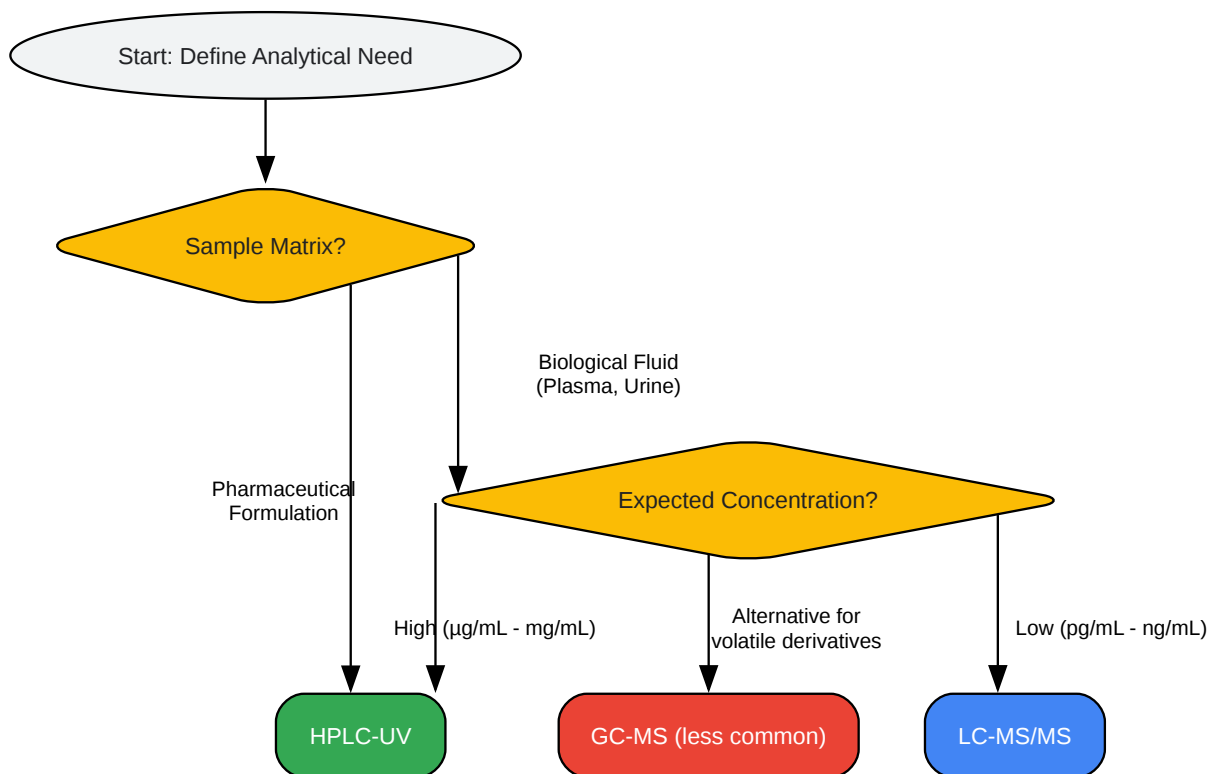 Start: Define Analytical Need
Sample Matrix?
Biological Fluid
(Plasma, Urine)
Pharmaceutical
Formulation
Expected Concentration?
High (µg/mL - mg/mL)
Alternative for
volatile derivatives
Low (pg/mL - ng/mL)
HPLC-UV
GC-MS (less common)
LC-MS/MS